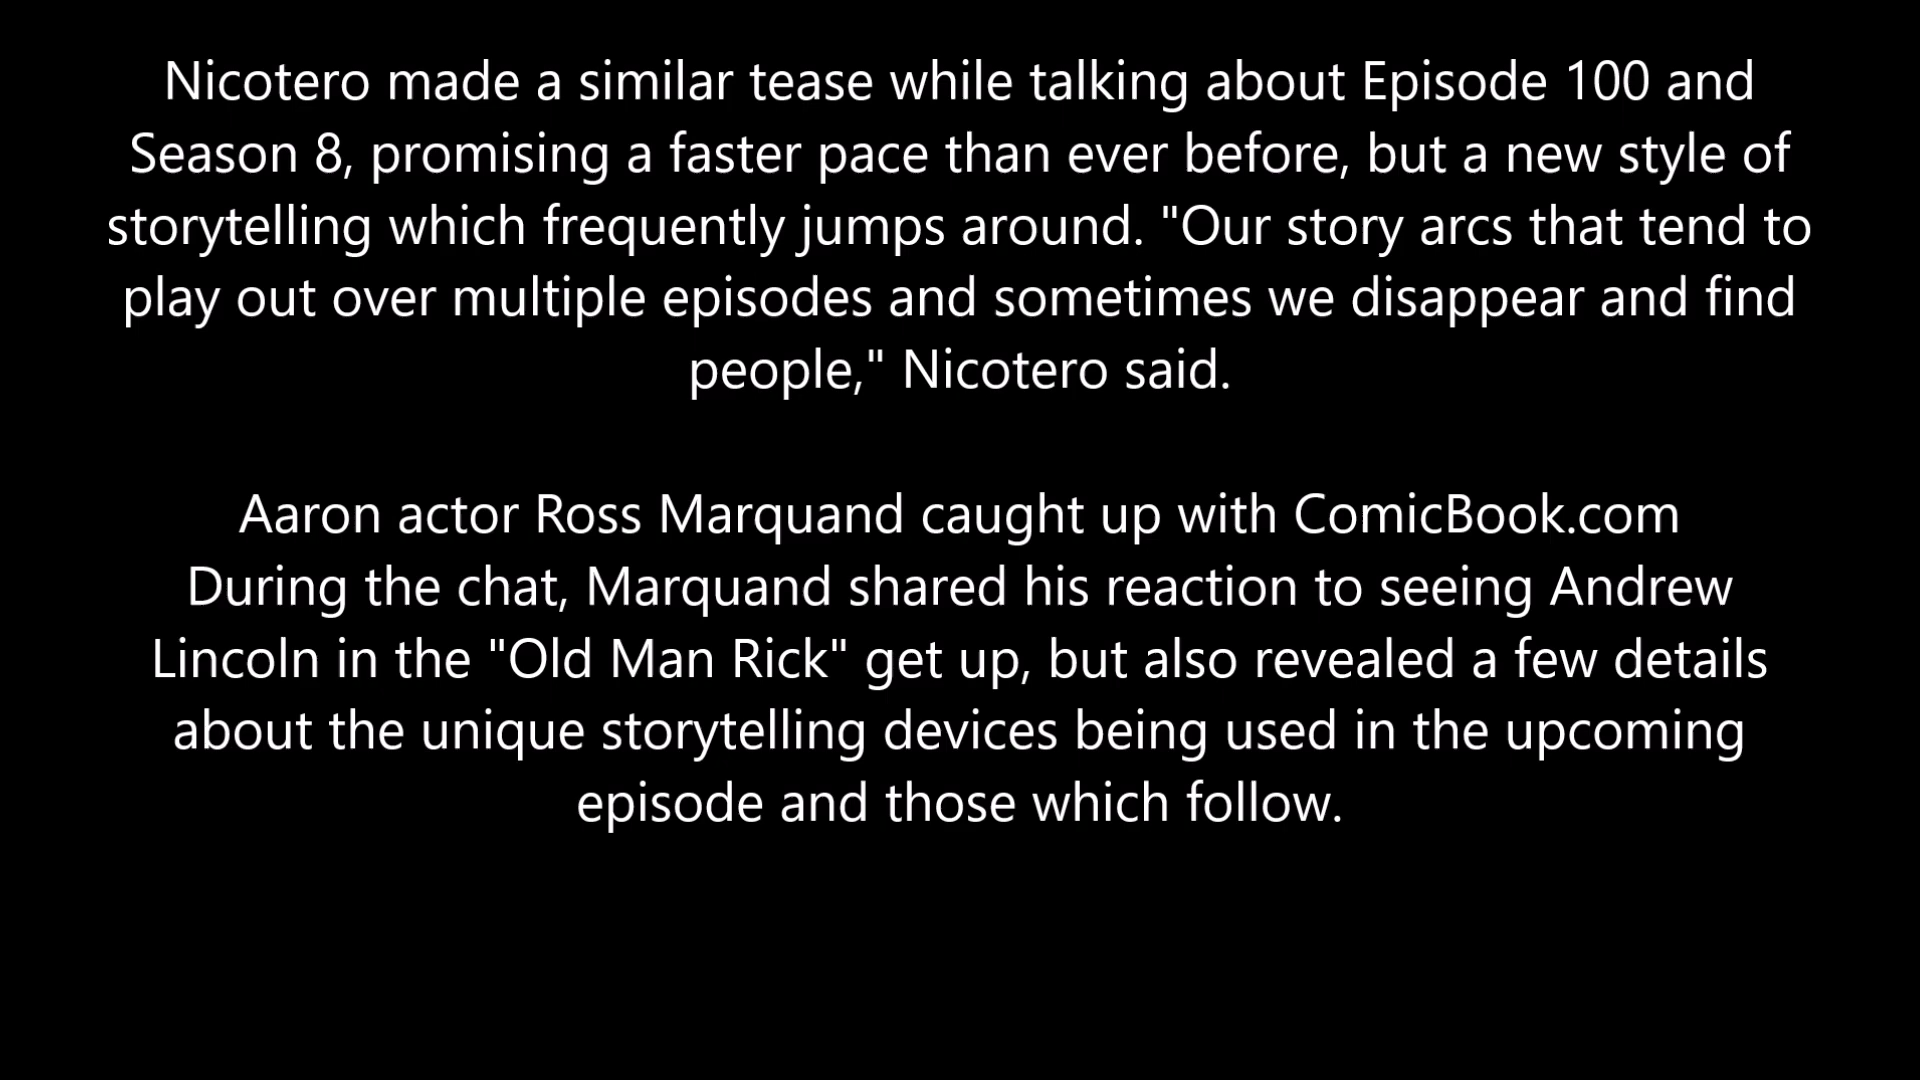 Nicotero made a similar tease while talking about Episode 100 and
Season 8, promising a faster pace than ever before, but a new style of
storytelling which frequently jumps around. "Our story arcs that tend to
play out over multiple episodes and sometimes we disappear and find
people," Nicotero said.
Aaron actor Ross Marquand caught up with ComicBook.com
During the chat, Marquand shared his reaction to seeing Andrew
Lincoln in the "Old Man Rick" get up, but also revealed a few details
about the unique storytelling devices being used in the upcoming
episode and those which follow.